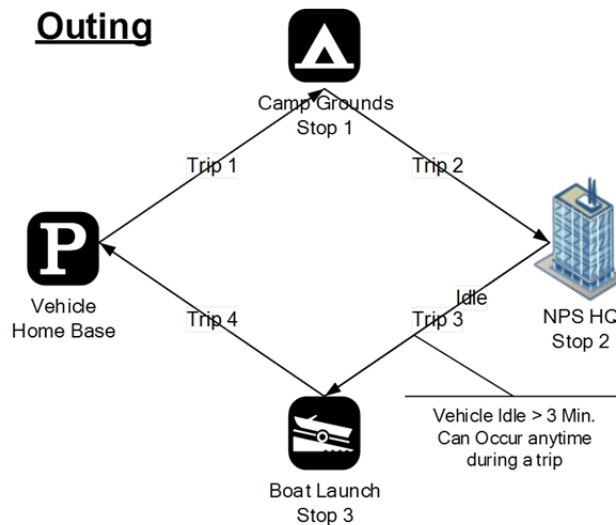 Outing
Camp Grounds
Stop 1
Trip 1
Trip 2
P
Vehicle
Home Base
NPS HQ
Stop 2
Idle
Trip 3
Trip 4
Vehicle Idle > 3 Min.
Can Occur anytime
during a trip
Boat Launch
Stop 3